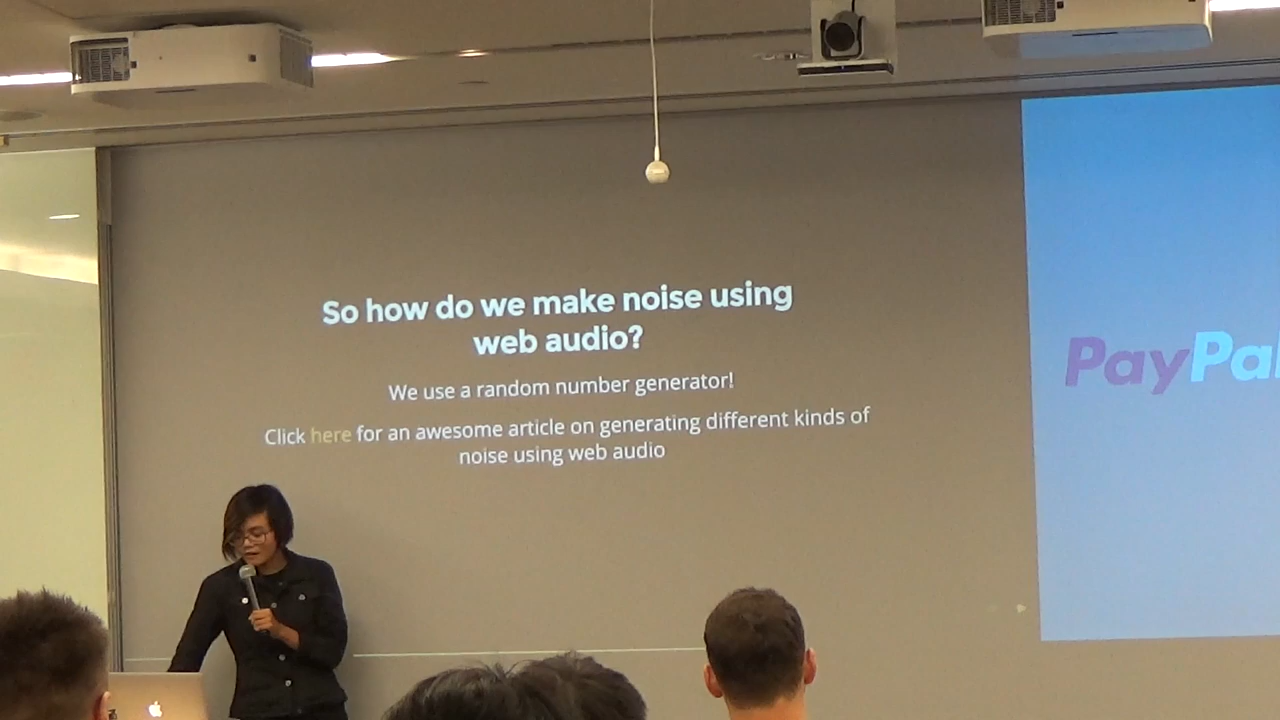 So how do we make noise using
web audio?
We use a random number generator!
Click here for an awesome article on generating different kinds of
noise using web audio
PayPal